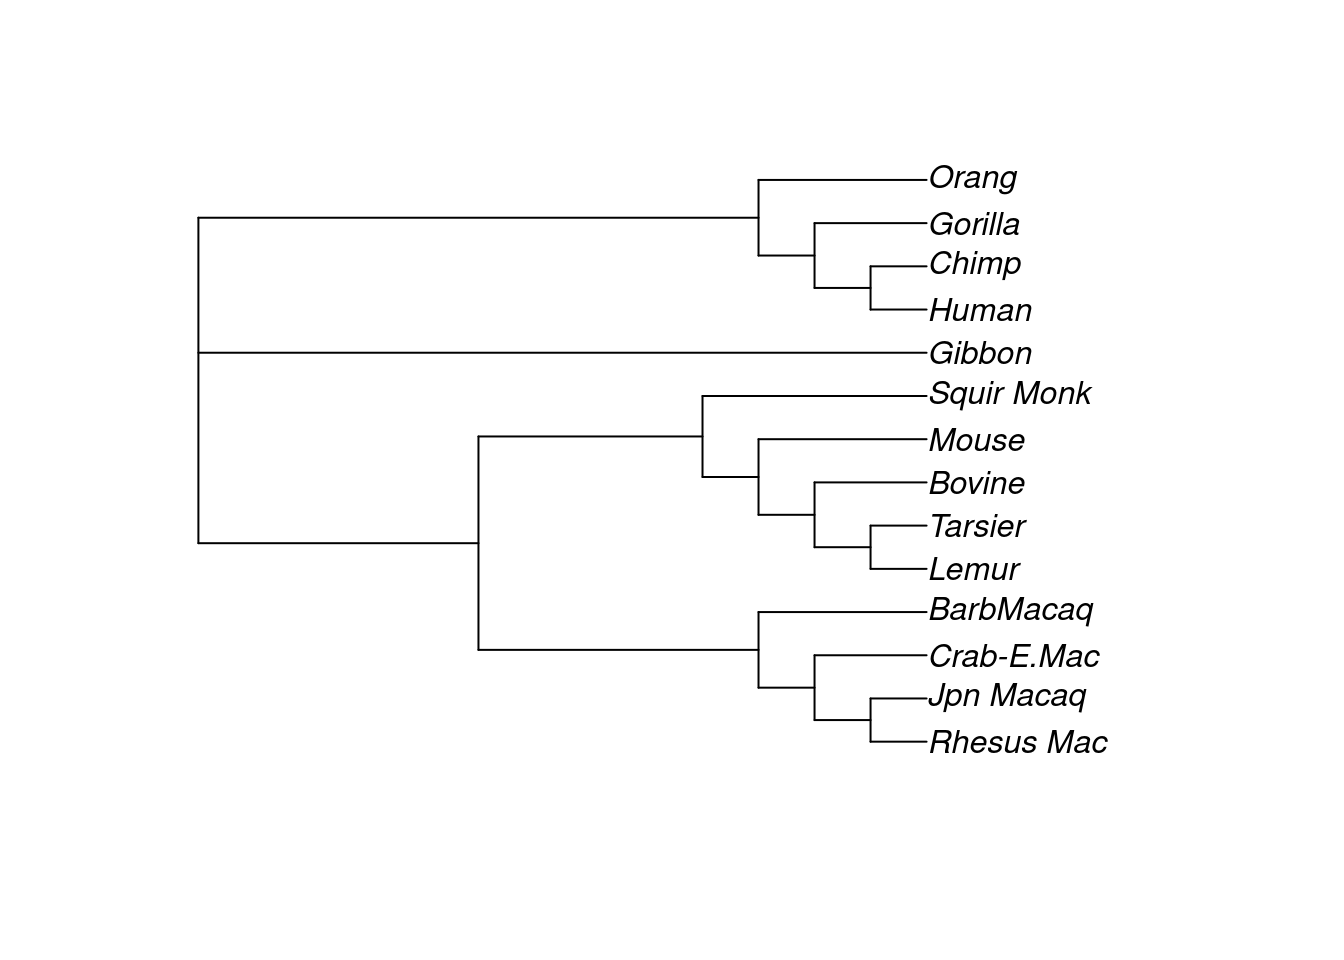 Orang
Gorilla
Chimp
Human
Gibbon
Squir Monk
Mouse
Bovine
Tarsier
Lemur
BarbMacaq
Crab-E.Mac
Jpn Macaq
Rhesus Mac